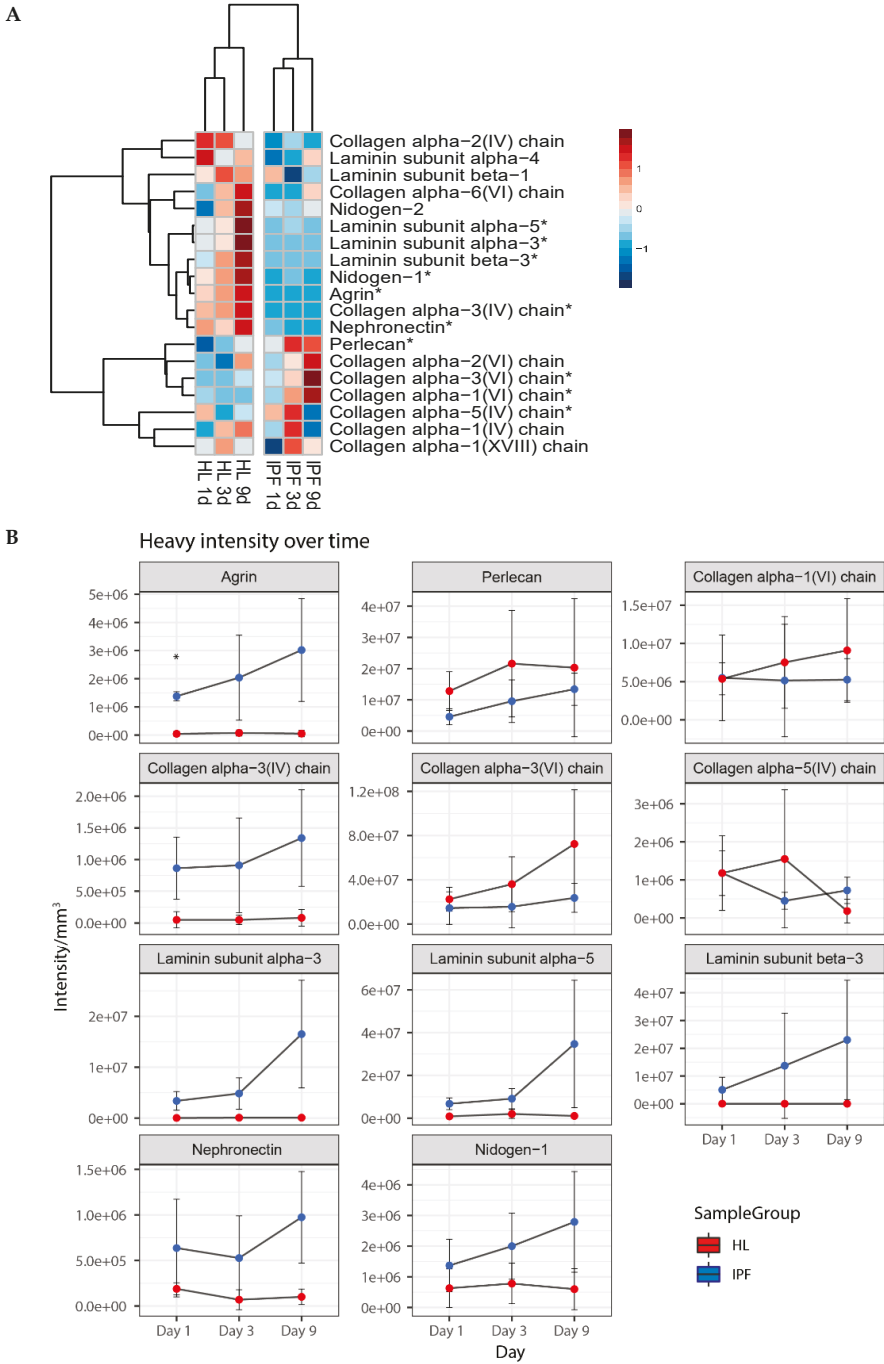 A
Collagen alpha−2(IV) chain
Laminin subunit alpha−4
Laminin subunit beta−1
Collagen alpha−6(VI) chain
Nidogen−2
Laminin subunit alpha−5*
Laminin subunit alpha−3*
Laminin subunit beta−3*
Nidogen−1*
Agrin*
Collagen alpha−3(IV) chain*
Nephronectin*
Perlecan*
Collagen alpha−2(VI) chain
Collagen alpha−3(VI) chain*
Collagen alpha−1(VI) chain*
Collagen alpha−5(IV) chain*
Collagen alpha−1(IV) chain
Collagen alpha−1(XVIII) chain
1
0
−1
HL 1d
HL 3d
HL 9d
IPF 1d
IPF 3d
IPF 9d
B
Heavy intensity over time
Agrin
5e+06
4e+06
3e+06
2e+06
1e+06
0e+00
*
Perlecan
4e+07
3e+07
2e+07
1e+07
0e+00
Collagen alpha−1(VI) chain
1.5e+07
1.0e+07
5.0e+06
0.0e+00
Collagen alpha−3(IV) chain
2.0e+06
1.5e+06
1.0e+06
5.0e+05
0.0e+00
Collagen alpha−3(VI) chain
1.2e+08
8.0e+07
4.0e+07
0.0e+00
Collagen alpha−5(IV) chain
3e+06
2e+06
1e+06
0e+00
Intensity/mm³
Laminin subunit alpha−3
2e+07
1e+07
0e+00
Laminin subunit alpha−5
6e+07
4e+07
2e+07
0e+00
Laminin subunit beta−3
4e+07
3e+07
2e+07
1e+07
0e+00
Day 1
Day 3
Day 9
Nephronectin
1.5e+06
1.0e+06
5.0e+05
0.0e+00
Day 1
Day 3
Day 9
Nidogen−1
4e+06
3e+06
2e+06
1e+06
0e+00
Day 1
Day 3
Day 9
Day
SampleGroup
HL
IPF